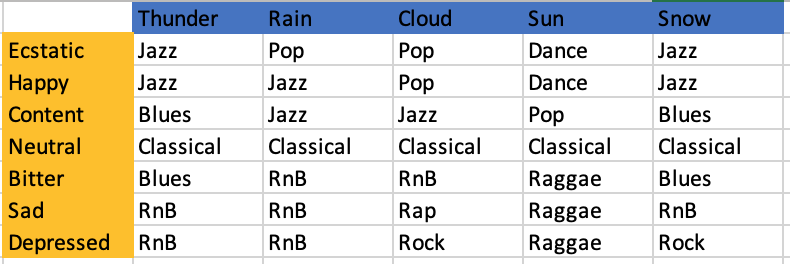 Thunder Rain Cloud Sun Snow
Ecstatic Jazz Pop Pop Dance Jazz
Happy Jazz Jazz Pop Dance Jazz
Content Blues Jazz Jazz Pop Blues
Neutral Classical Classical Classical Classical Classical
Bitter Blues RnB RnB Raggae Blues
Sad RnB RnB Rap Raggae RnB
Depressed RnB RnB Rock Raggae Rock